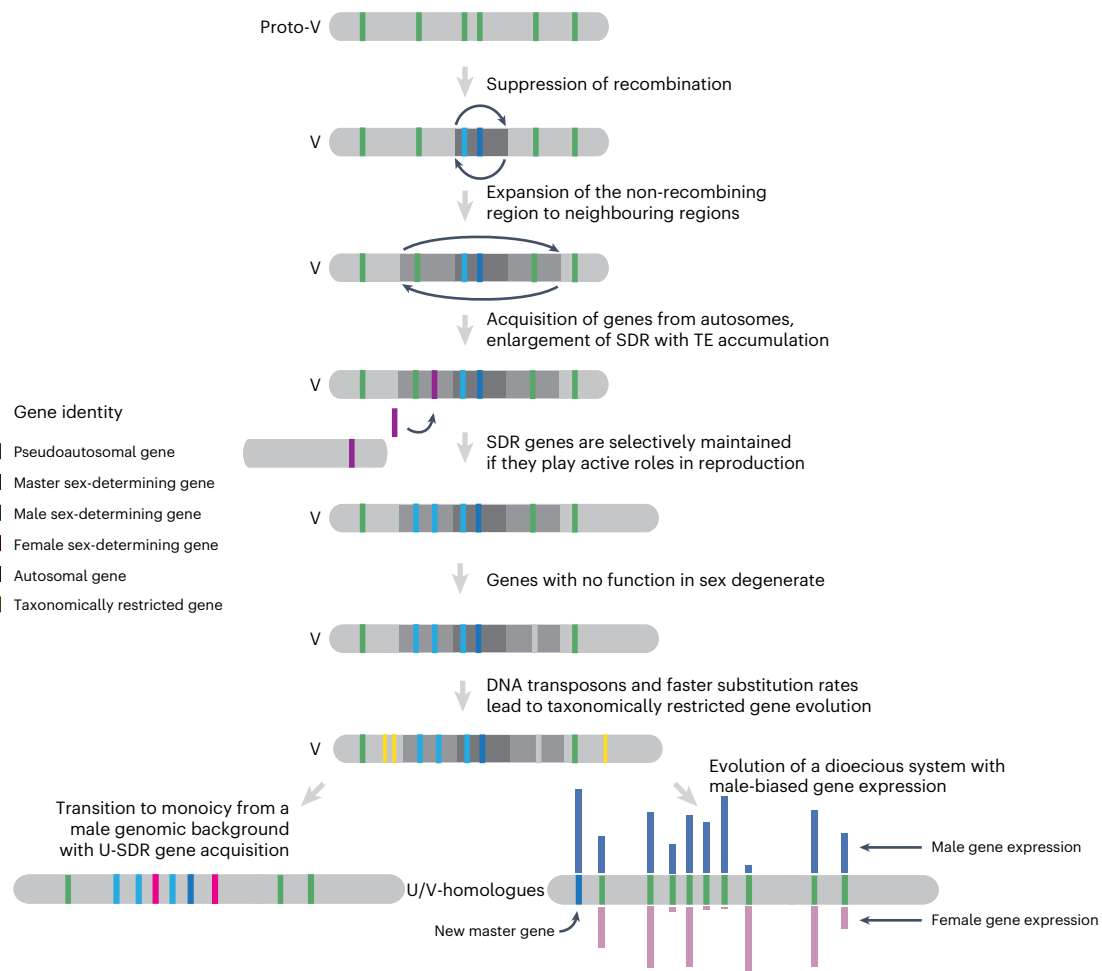 Proto-V
Suppression of recombination
V
Expansion of the non-recombining
region to neighbouring regions
V
Acquisition of genes from autosomes,
enlargement of SDR with TE accumulation
V
Gene identity
Pseudoautosomal gene
Master sex-determining gene
Male sex-determining gene
Female sex-determining gene
Autosomal gene
Taxonomically restricted gene
SDR genes are selectively maintained
if they play active roles in reproduction
V
Genes with no function in sex degenerate
V
DNA transposons and faster substitution rates
lead to taxonomically restricted gene evolution
V
Transition to monoicy from a
male genomic background
with U-SDR gene acquisition
Evolution of a dioecious system with
male-biased gene expression
Male gene expression
U/V-homologues
New master gene
Female gene expression